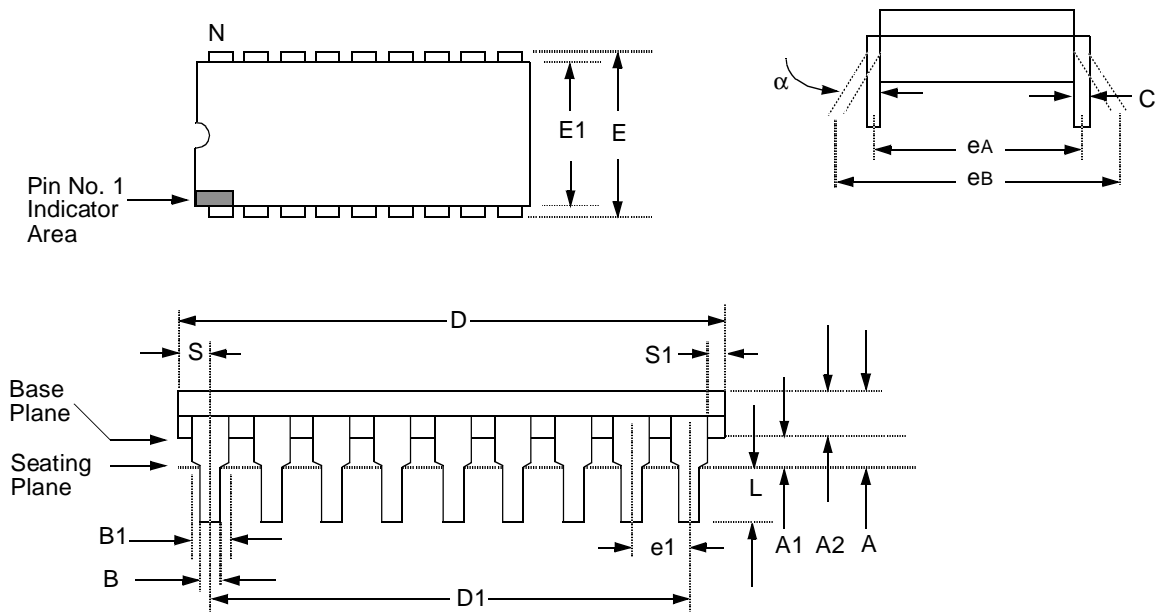 N
α
C
E1
E
eA
eB
Pin No. 1
Indicator
Area
D
S
S1
Base
Plane
Seating
Plane
L
B1
e1
A1
A2
A
B
D1